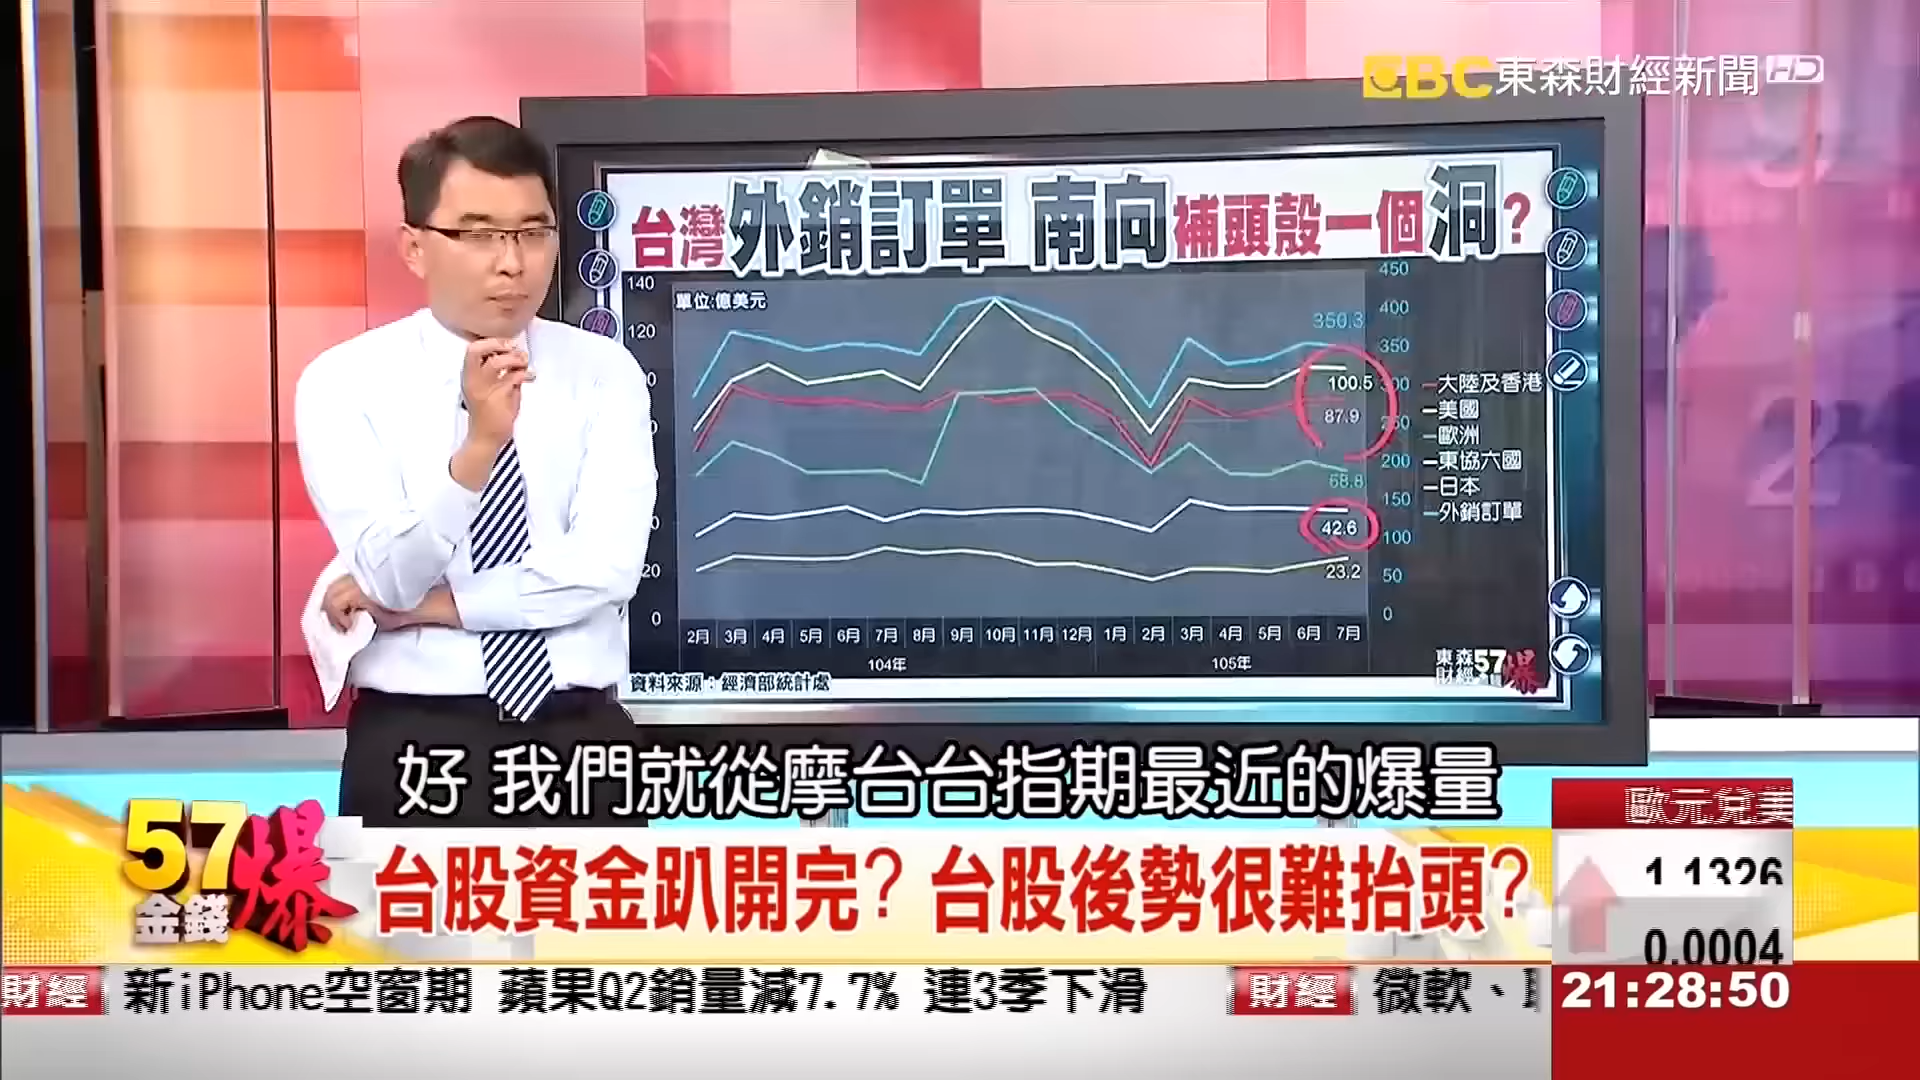 EBC 東森財經新聞 HD
台灣外銷訂單 南向補頭殼一個洞?
140
120
20
0
單位:億美元
450
400
350
300
250
200
150
100
50
0
350.3
100.5
87.9
68.8
42.6
23.2
大陸及香港
美國
歐洲
東協六國
日本
外銷訂單
2月 3月 4月 5月 6月 7月 8月 9月 10月 11月 12月 1月 2月 3月 4月 5月 6月 7月
104年 105年
資料來源:經濟部統計處
東森財經 57 爆
好 我們就從摩台台指期最近的爆量
57金錢爆
台股資金趴開完? 台股後勢很難抬頭?
歐元兌美
1.1326
0.0004
財經 新iPhone空窗期 蘋果Q2銷量減7.7% 連3季下滑 財經 微軟、
21:28:50